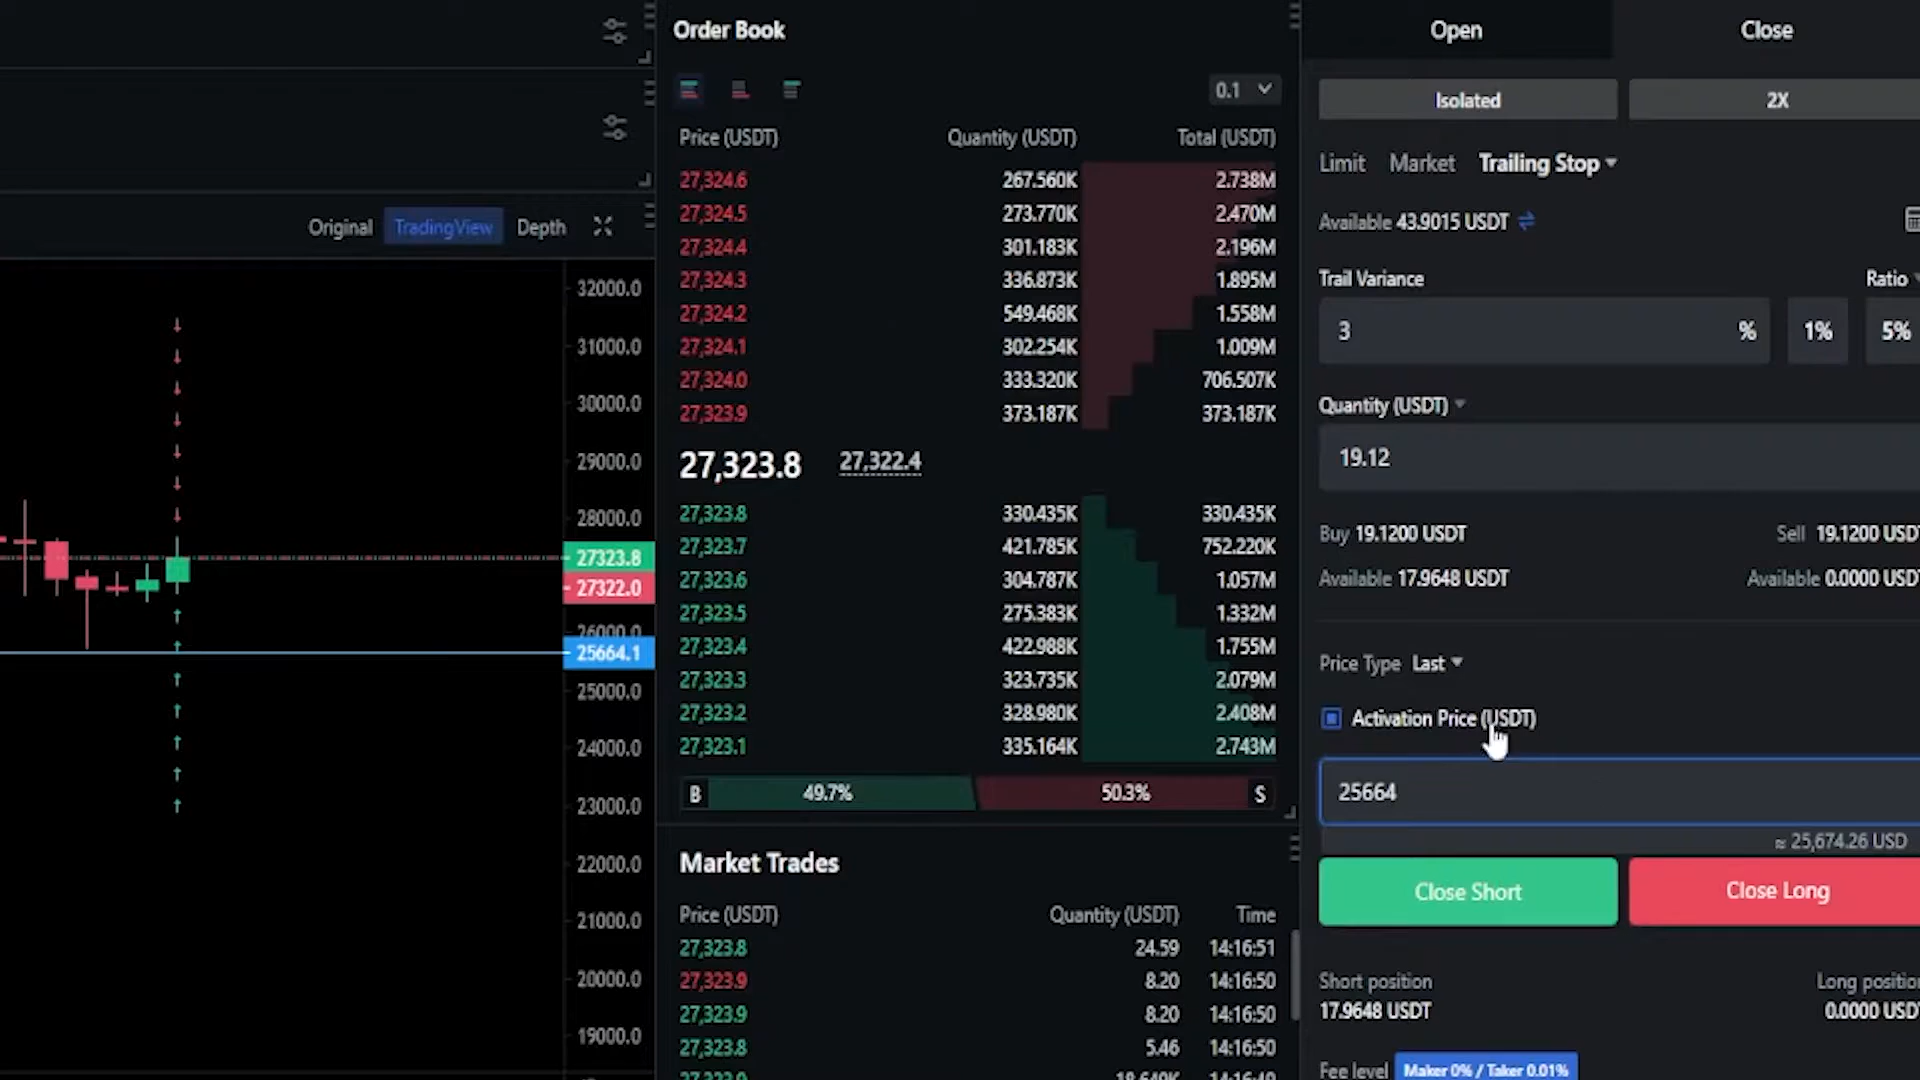 Original TradingView Depth
32000.0
31000.0
30000.0
29000.0
28000.0
27323.8
27322.0
26000.0
25664.1
25000.0
24000.0
23000.0
22000.0
21000.0
20000.0
19000.0
Order Book
0.1
Price (USDT) Quantity (USDT) Total (USDT)
27,324.6 267.560K 2.738M
27,324.5 273.770K 2.470M
27,324.4 301.183K 2.196M
27,324.3 336.873K 1.895M
27,324.2 549.468K 1.558M
27,324.1 302.254K 1.009M
27,324.0 333.320K 706.507K
27,323.9 373.187K 373.187K
27,323.8 27,322.4
27,323.8 330.435K 330.435K
27,323.7 421.785K 752.220K
27,323.6 304.787K 1.057M
27,323.5 275.383K 1.332M
27,323.4 422.988K 1.755M
27,323.3 323.735K 2.079M
27,323.2 328.980K 2.408M
27,323.1 335.164K 2.743M
B 49.7% 50.3% S
Market Trades
Price (USDT) Quantity (USDT) Time
27,323.8 24.59 14:16:51
27,323.9 8.20 14:16:50
27,323.9 8.20 14:16:50
27,323.8 5.46 14:16:50
Open Close
Isolated 2X
Limit Market Trailing Stop
Available 43.9015 USDT
Trail Variance Ratio
3 % 1% 5%
Quantity (USDT)
19.12
Buy 19.1200 USDT Sell 19.1200 USDT
Available 17.9648 USDT Available 0.0000 USDT
Price Type Last
Activation Price (USDT)
25664
≈ 25,674.26 USD
Close Short Close Long
Short position Long position
17.9648 USDT 0.0000 USDT
Fee level Maker 0% / Taker 0.01%